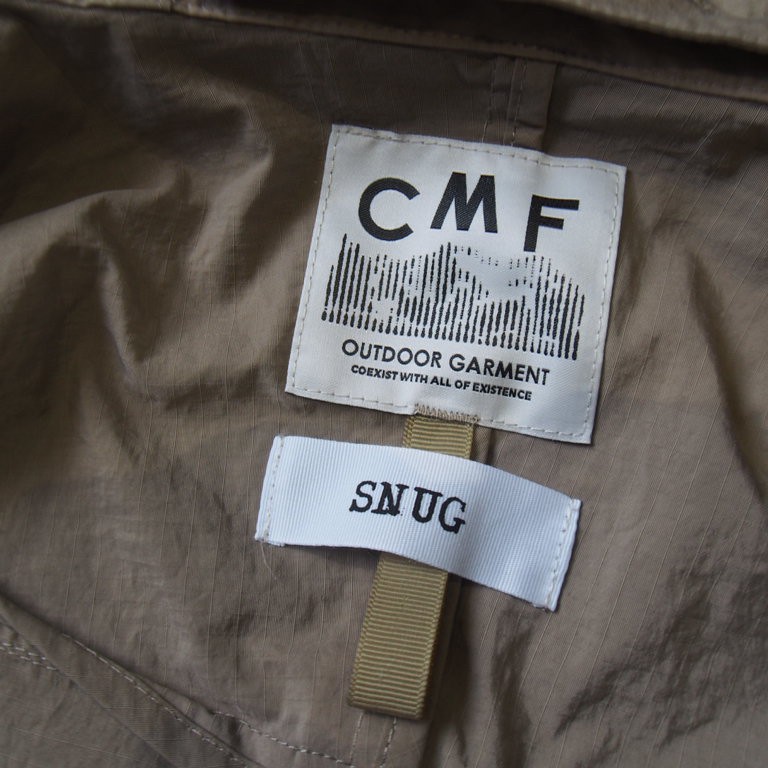 CMF
OUTDOOR GARMENT
COEXIST WITH ALL OF EXISTENCE
SNUG